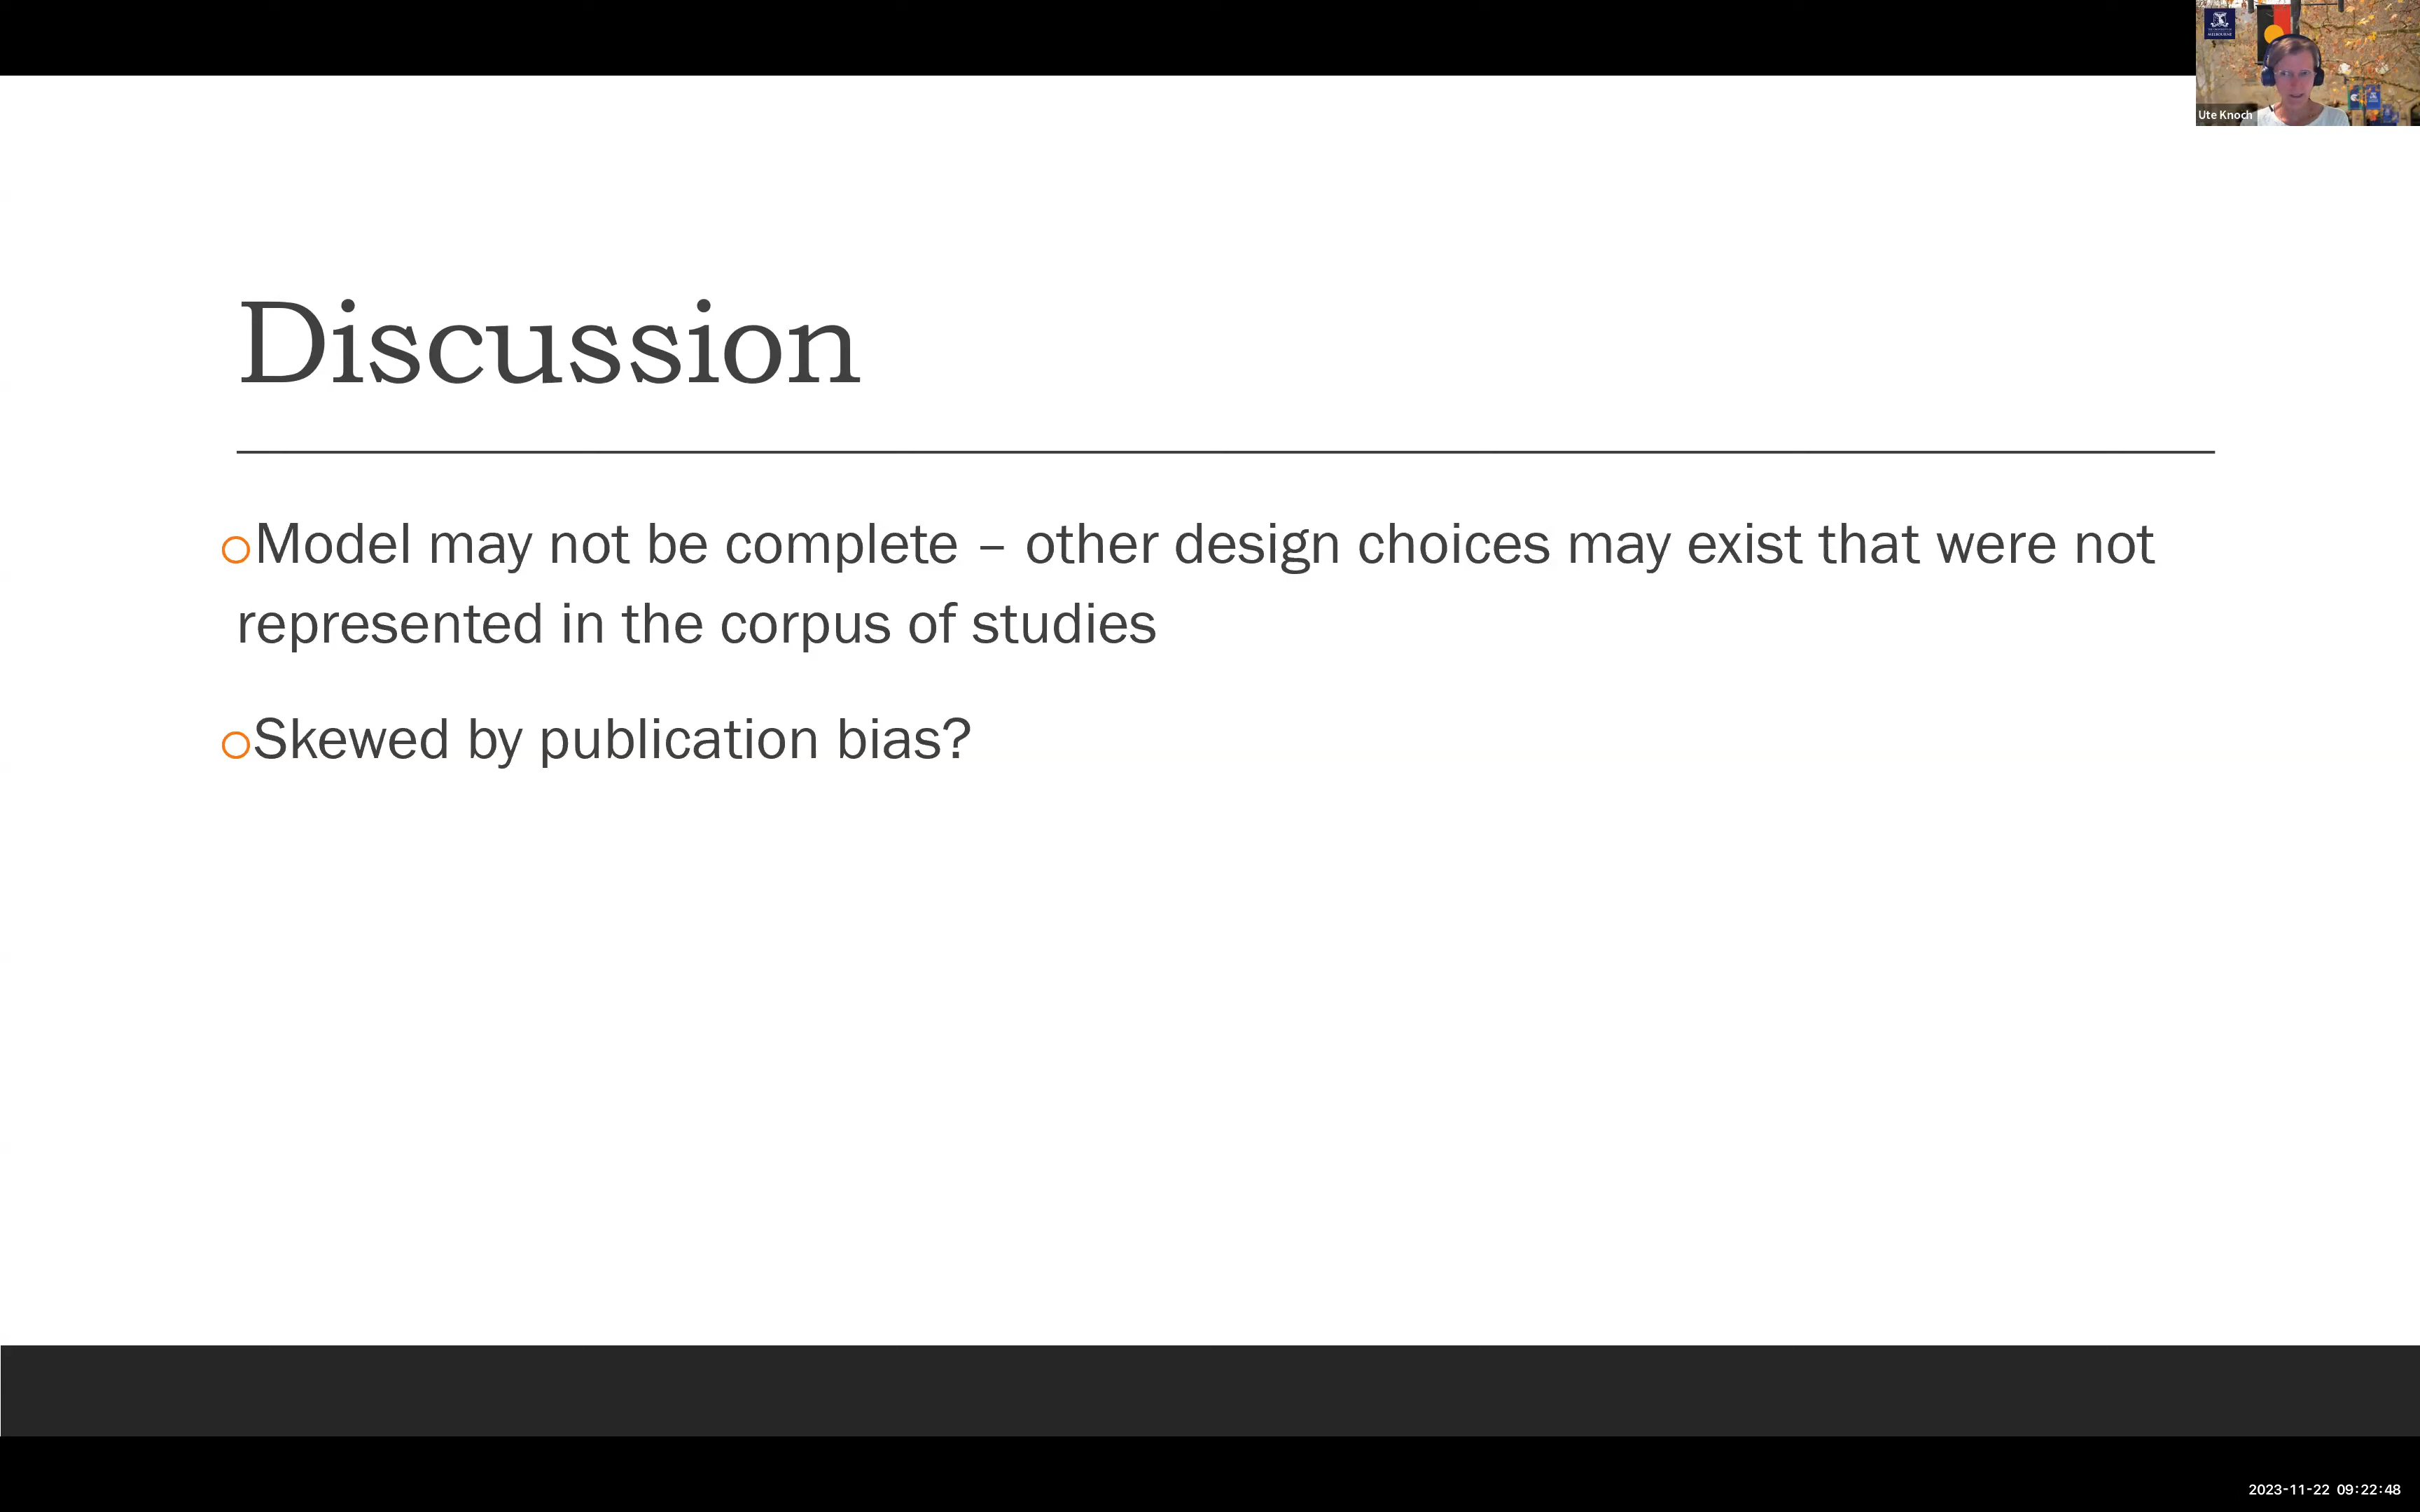 Ute Knoch
Discussion
Model may not be complete – other design choices may exist that were not
represented in the corpus of studies
Skewed by publication bias?
2023-11-22 09:22:48